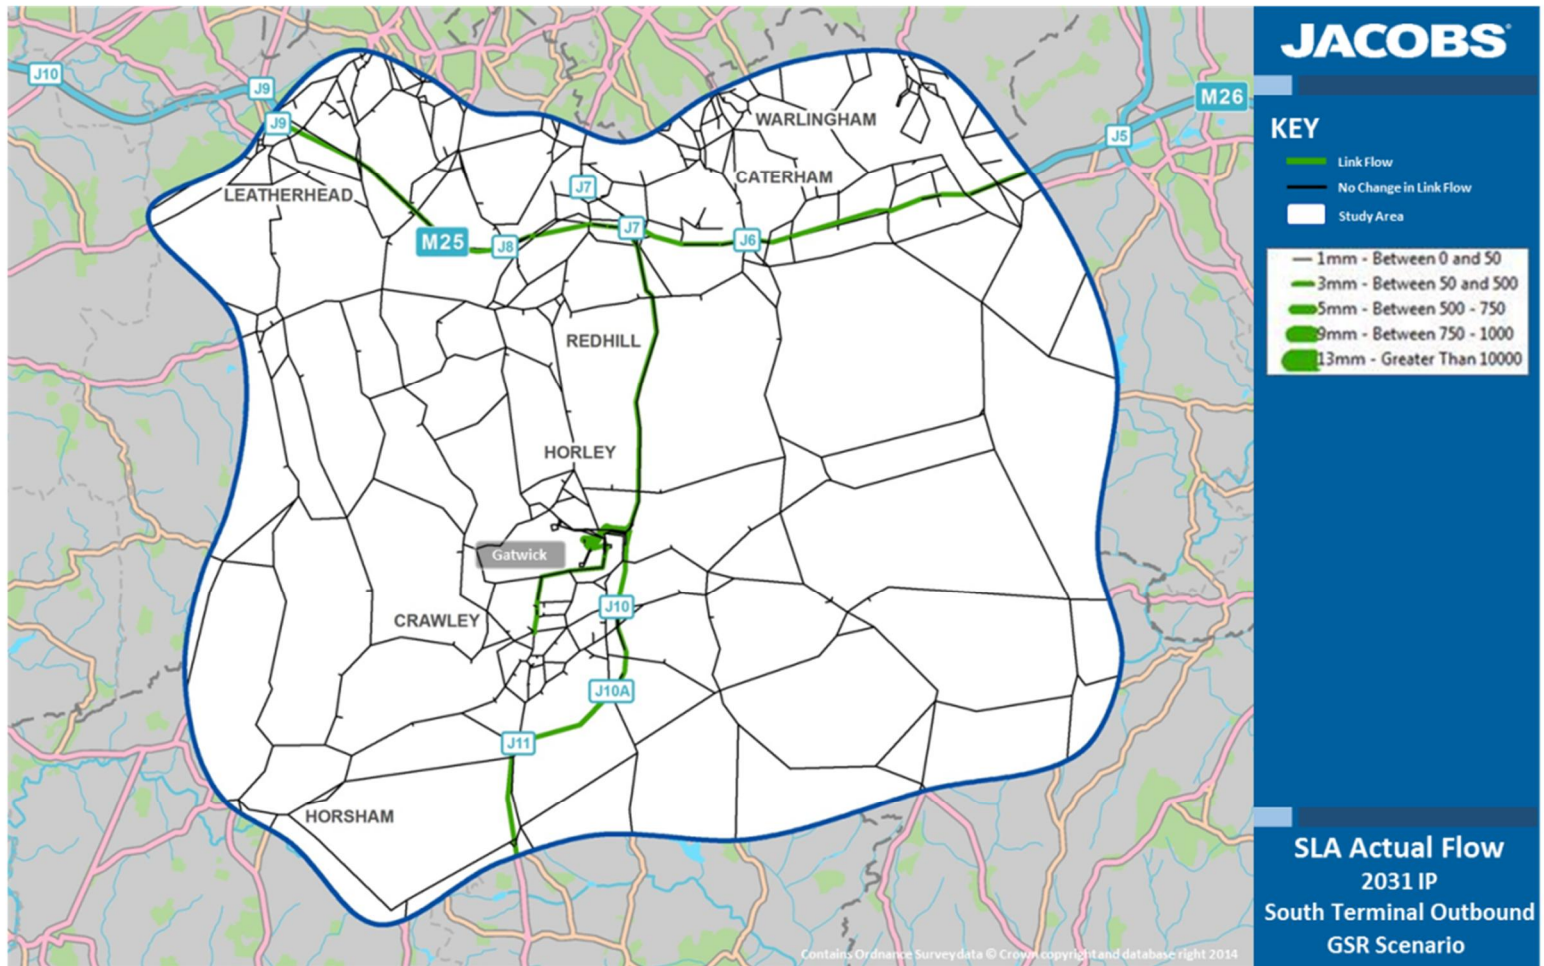 J10
J9
J9
LEATHERHEAD
M25
J8
J7
J7
WARLINGHAM
CATERHAM
J6
J5
M26
REDHILL
HORLEY
Gatwick
CRAWLEY
J10
J10A
J11
HORSHAM
Contains Ordnance Survey data © Crown copyright and database right 2014
JACOBS
KEY
Link Flow
No Change in Link Flow
Study Area
1mm - Between 0 and 50
3mm - Between 50 and 500
5mm - Between 500 - 750
9mm - Between 750 - 1000
13mm - Greater Than 10000
SLA Actual Flow
2031 IP
South Terminal Outbound
GSR Scenario